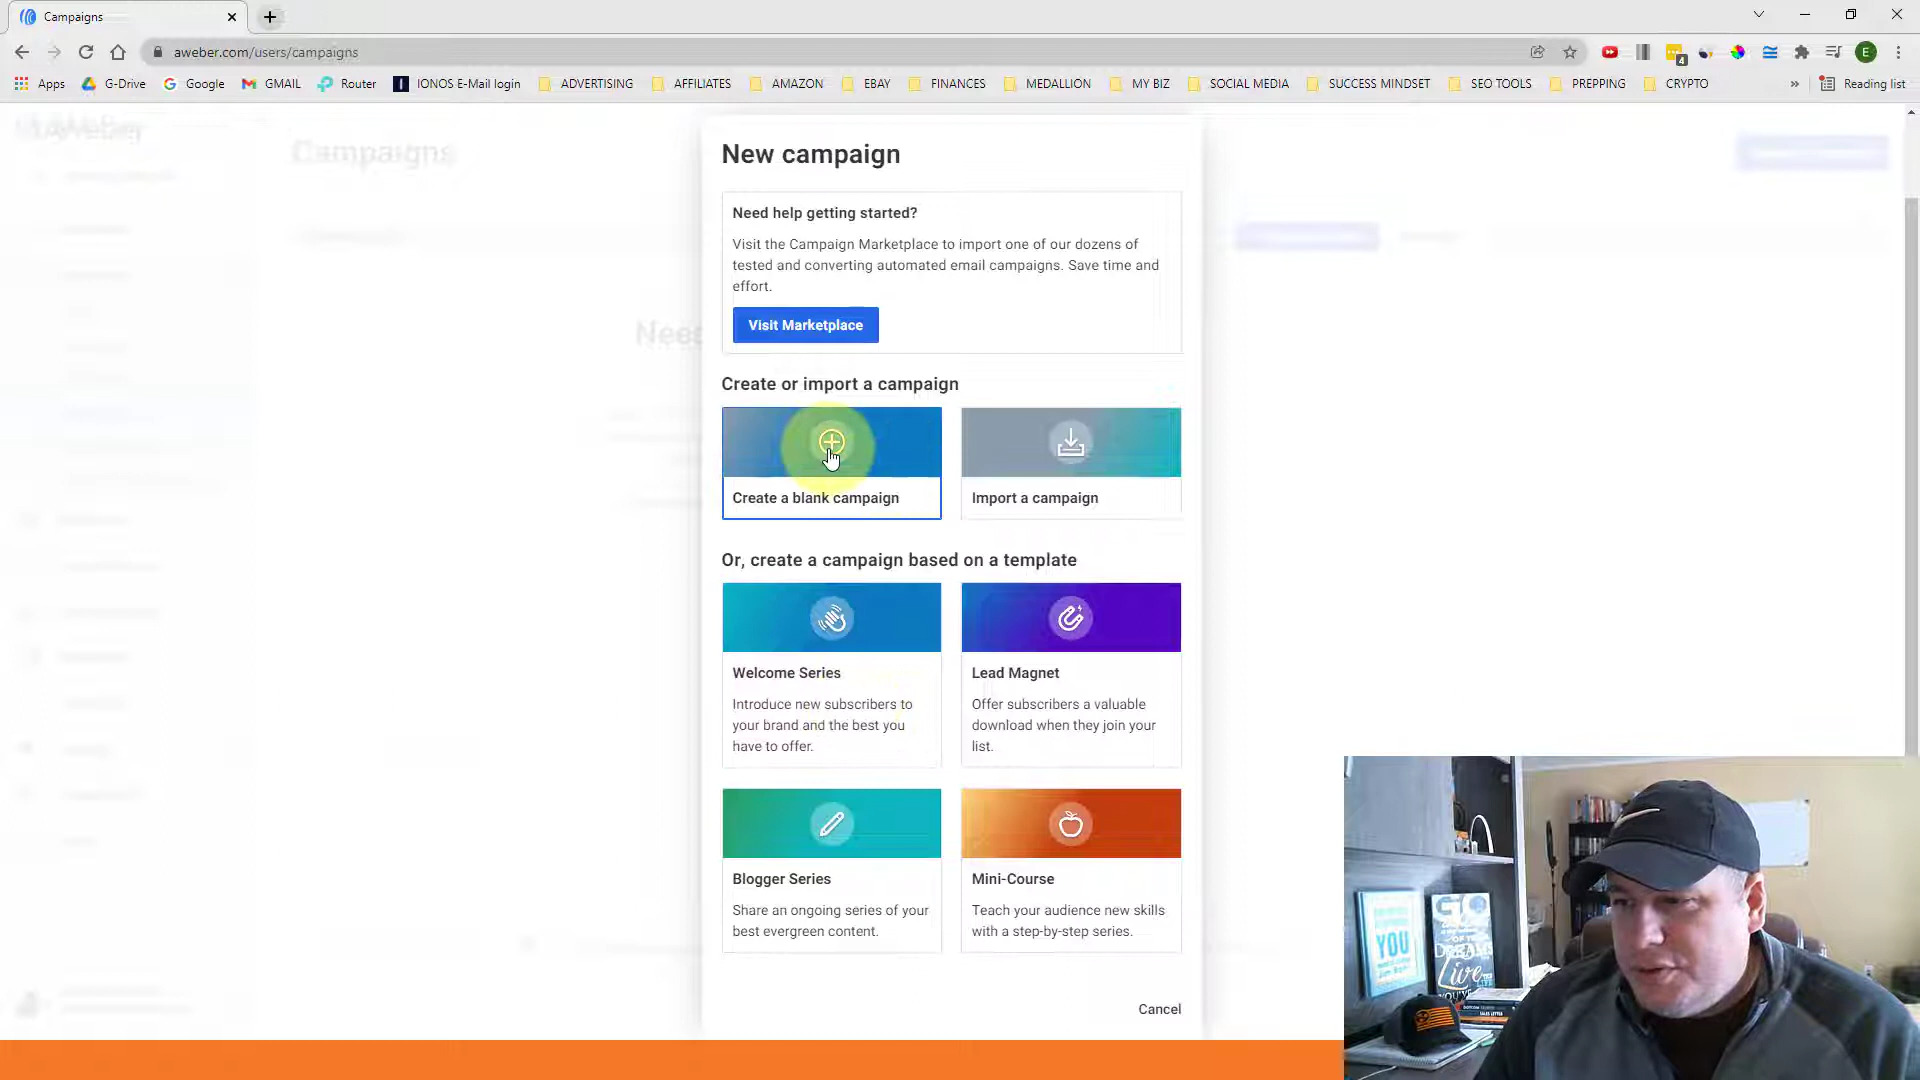 Campaigns
aweber.com/users/campaigns
4
E
Apps
G-Drive
Google
GMAIL
Router
IONOS E-Mail login
ADVERTISING
AFFILIATES
AMAZON
EBAY
FINANCES
MEDALLION
MY BIZ
SOCIAL MEDIA
SUCCESS MINDSET
SEO TOOLS
PREPPING
CRYPTO
»
Reading list
Campaigns
New campaign
Need help getting started?
Visit the Campaign Marketplace to import one of our dozens of
tested and converting automated email campaigns. Save time and
effort.
Visit Marketplace
Create or import a campaign
Create a blank campaign
Import a campaign
Or, create a campaign based on a template
Welcome Series
Introduce new subscribers to
your brand and the best you
have to offer.
Lead Magnet
Offer subscribers a valuable
download when they join your
list.
Blogger Series
Share an ongoing series of your
best evergreen content.
Mini-Course
Teach your audience new skills
with a step-by-step series.
Cancel
YOU
GO
DREAMS
Live